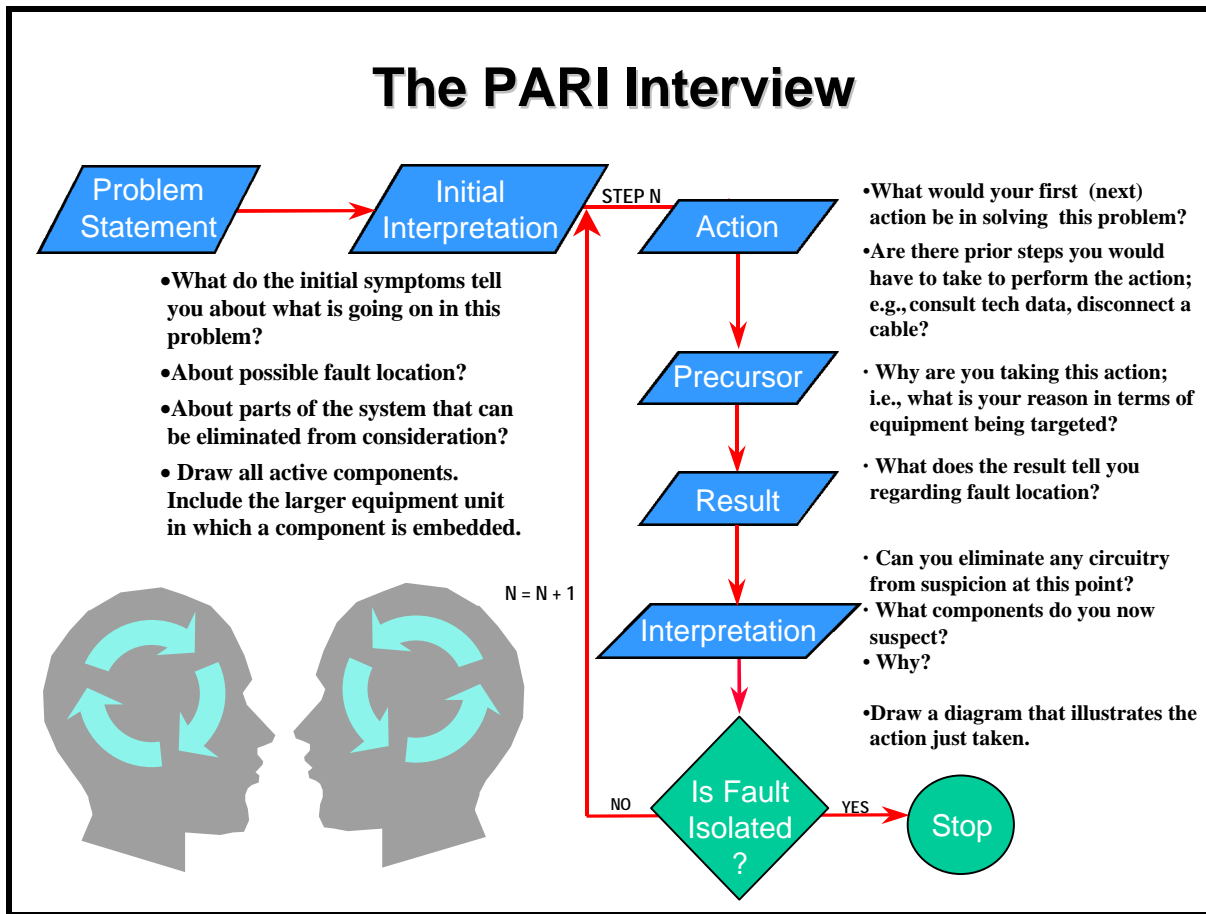 The PARI Interview
Problem
Statement
Initial
Interpretation
STEP N
Action
•What do the initial symptoms tell
you about what is going on in this
problem?
•About possible fault location?
•About parts of the system that can
be eliminated from consideration?
• Draw all active components.
Include the larger equipment unit
in which a component is embedded.
Precursor
Result
Interpretation
N = N + 1
Is Fault
Isolated
?
NO
YES
Stop
•What would your first (next)
action be in solving this problem?
•Are there prior steps you would
have to take to perform the action;
e.g., consult tech data, disconnect a
cable?
· Why are you taking this action;
i.e., what is your reason in terms of
equipment being targeted?
· What does the result tell you
regarding fault location?
· Can you eliminate any circuitry
from suspicion at this point?
· What components do you now
suspect?
• Why?
•Draw a diagram that illustrates the
action just taken.